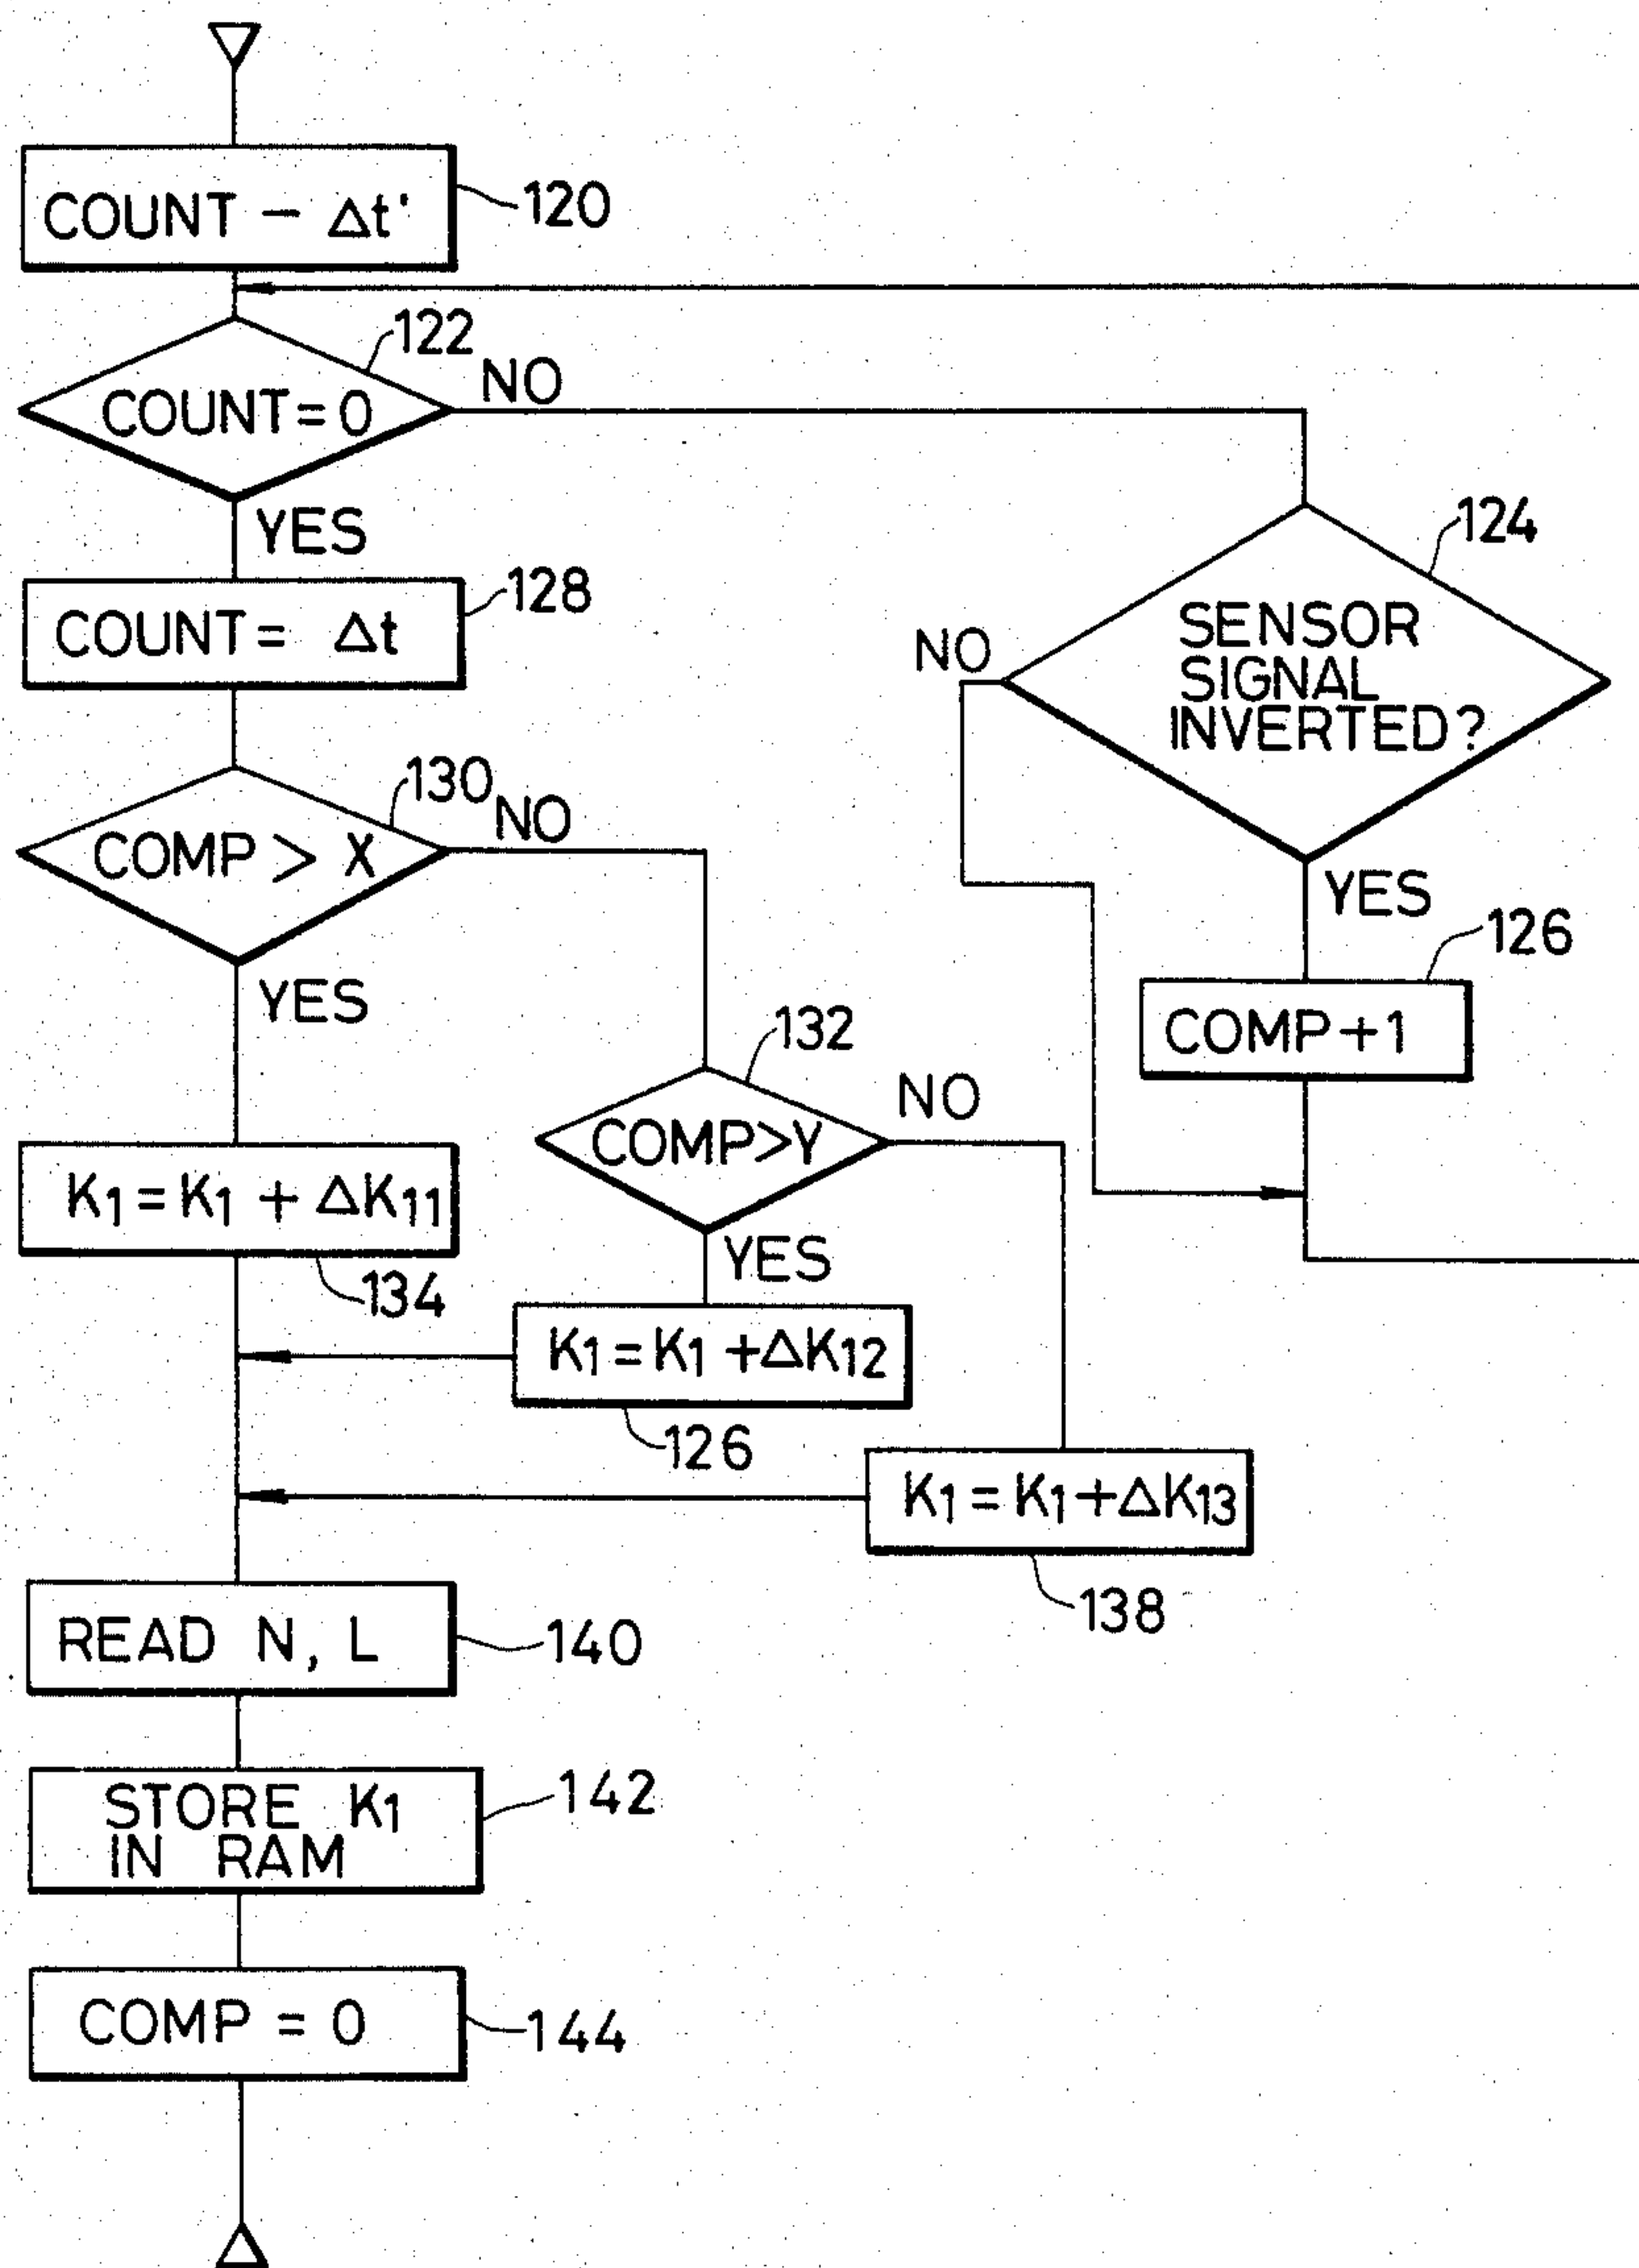 COUNT - Δt'
120
122
COUNT = 0
NO
YES
124
SENSOR
SIGNAL
INVERTED?
NO
YES
126
COMP + 1
COUNT = Δt
128
130
COMP > X
NO
YES
132
COMP > Y
NO
YES
K1 = K1 + ΔK11
134
K1 = K1 + ΔK12
126
K1 = K1 + ΔK13
138
READ N, L
140
STORE K1
IN RAM
142
COMP = 0
144